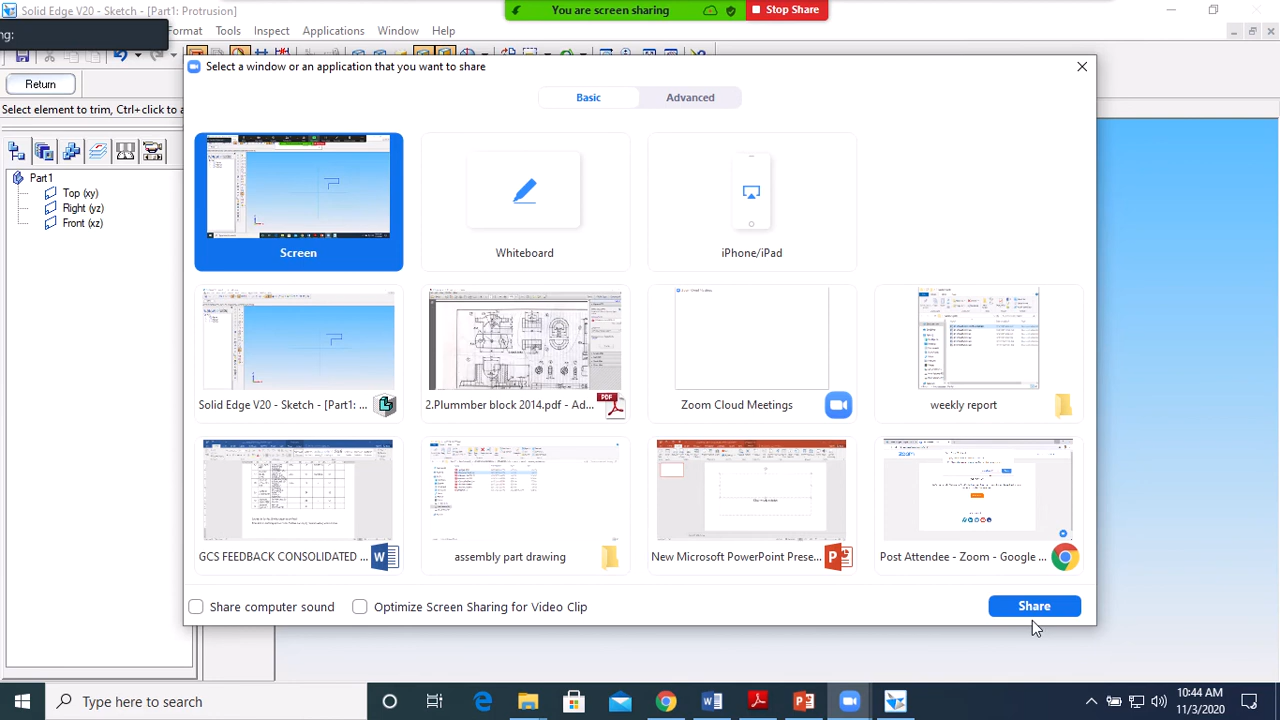 Solid Edge V20 - Sketch - [Part1: Protrusion]
You are screen sharing
Stop Share
ng:
Format Tools Inspect Applications Window Help
Select a window or an application that you want to share
Return
Basic Advanced
Select element to trim, Ctrl+click to a
Part1
Top (xy)
Right (yz)
Front (xz)
Screen
Whiteboard
iPhone/iPad
Solid Edge V20 - Sketch - [Part1: ...
2.Plummber block 2014.pdf - Ad...
Zoom Cloud Meetings
weekly report
GCS FEEDBACK CONSOLIDATED ...
assembly part drawing
New Microsoft PowerPoint Prese...
Post Attendee - Zoom - Google ...
Share computer sound
Optimize Screen Sharing for Video Clip
Share
Type here to search
10:44 AM
11/3/2020